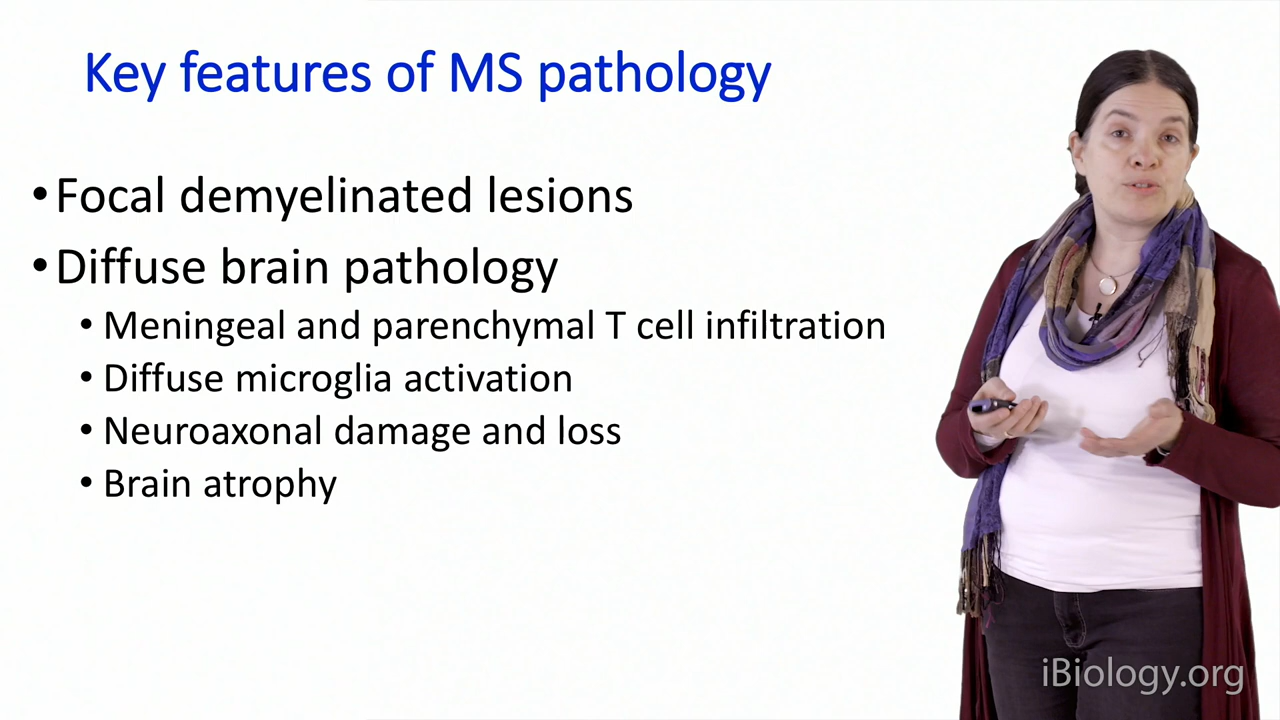 Key features of MS pathology
•Focal demyelinated lesions
•Diffuse brain pathology
• Meningeal and parenchymal T cell infiltration
• Diffuse microglia activation
• Neuroaxonal damage and loss
• Brain atrophy
iBiology.org